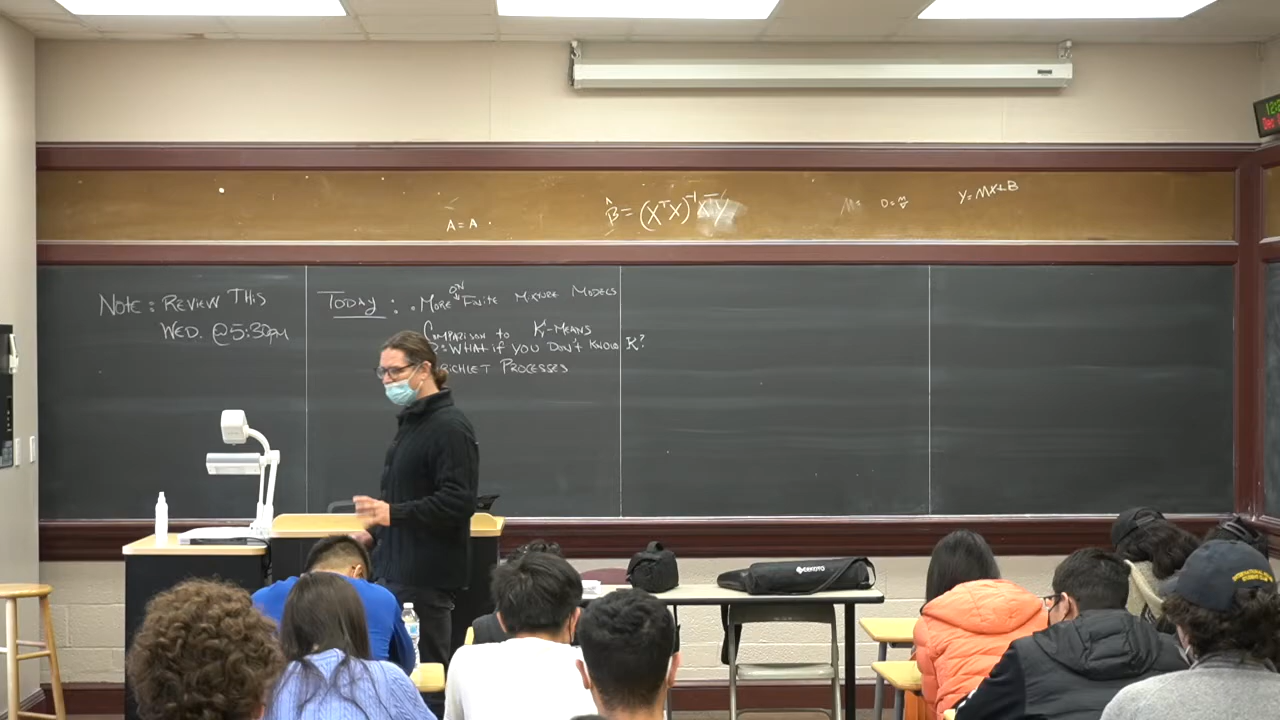 A = A
β̂ = (XᵀX)⁻¹XᵀY
D = M/V
Y = MX+B
NOTE: REVIEW THIS
WED. @ 5:30PM
TODAY: • MORE ON FINITE MIXTURE MODELS
COMPARISON TO K-MEANS
: WHAT IF YOU DON'T KNOW K?
RICHLET PROCESSES